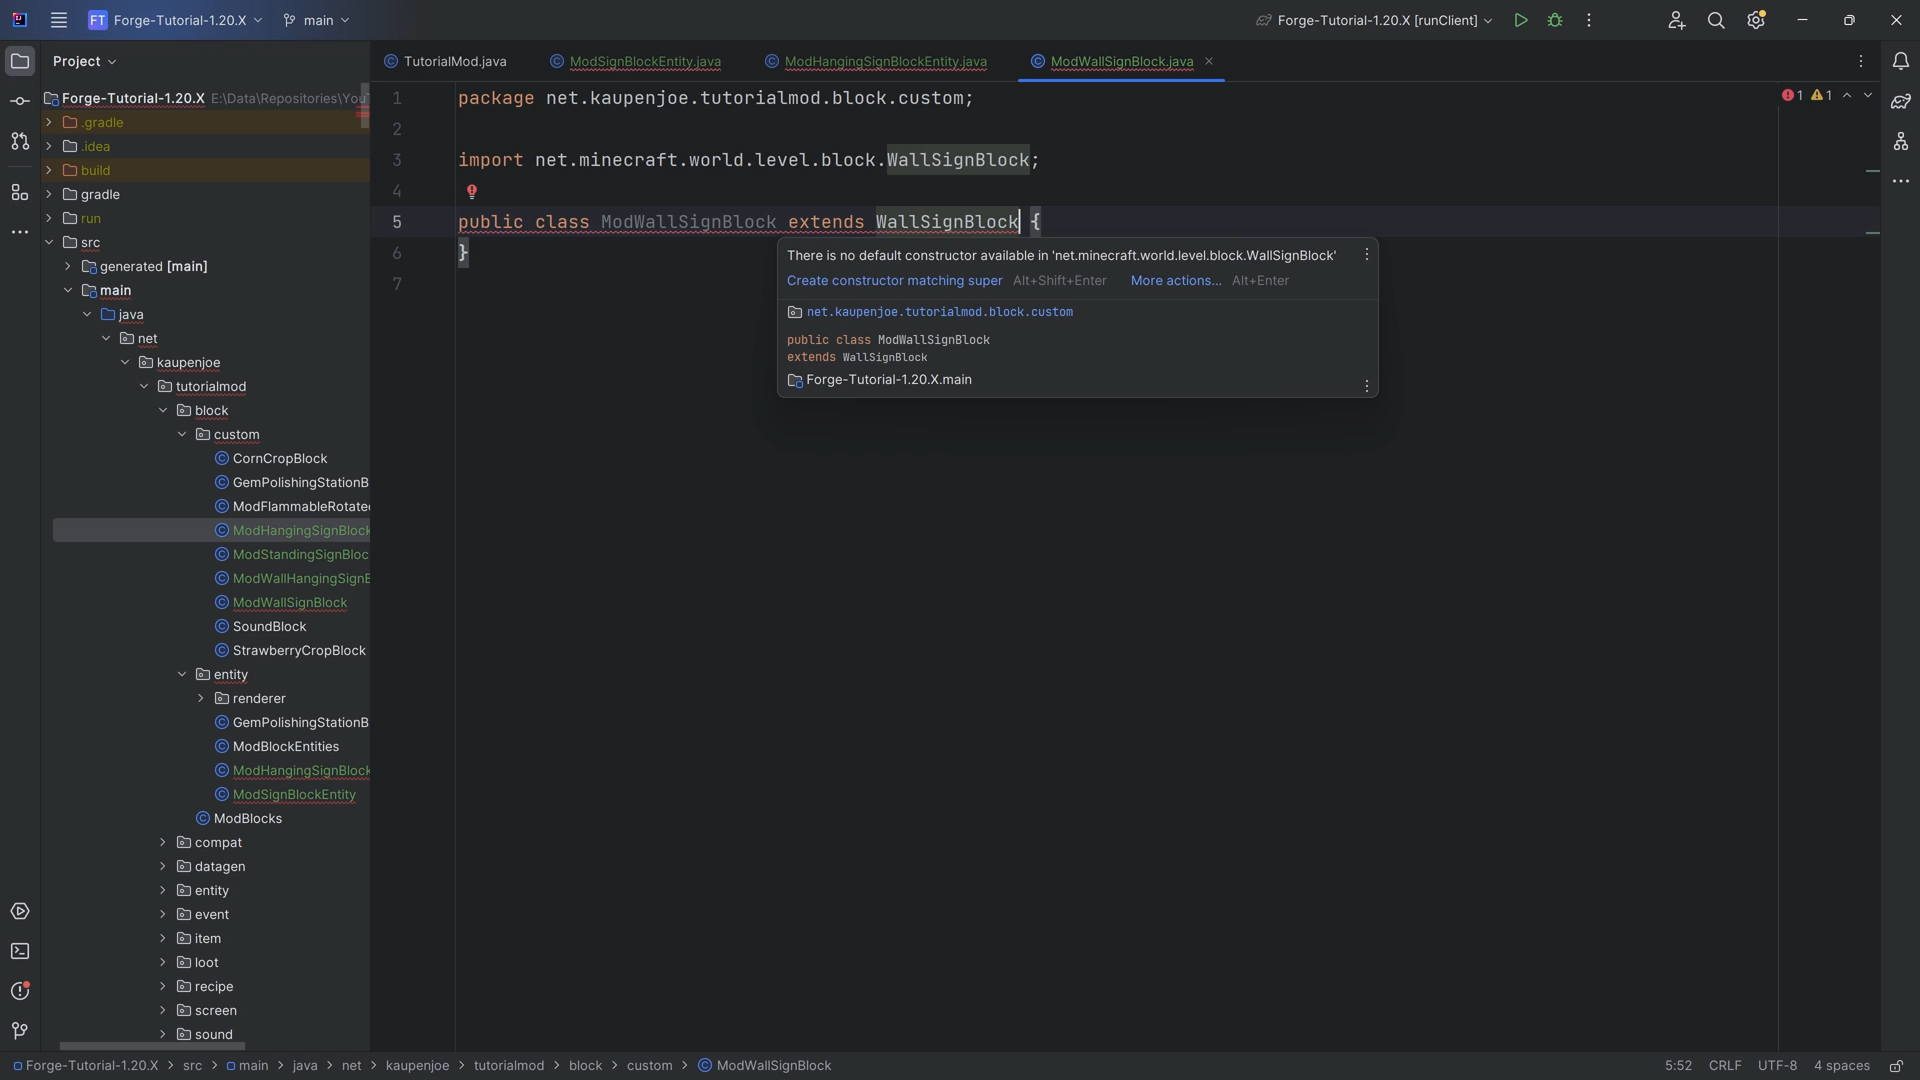 FT Forge-Tutorial-1.20.X main Forge-Tutorial-1.20.X [runClient]
Project
TutorialMod.java ModSignBlockEntity.java ModHangingSignBlockEntity.java ModWallSignBlock.java
Forge-Tutorial-1.20.X E:\Data\Repositories\You
.gradle
.idea
build
gradle
run
src
generated [main]
main
java
net
kaupenjoe
tutorialmod
block
custom
CornCropBlock
GemPolishingStationB
ModFlammableRotated
ModHangingSignBlock
ModStandingSignBloc
ModWallHangingSignB
ModWallSignBlock
SoundBlock
StrawberryCropBlock
entity
renderer
GemPolishingStationB
ModBlockEntities
ModHangingSignBlock
ModSignBlockEntity
ModBlocks
compat
datagen
entity
event
item
loot
recipe
screen
sound
1 package net.kaupenjoe.tutorialmod.block.custom;
2
3 import net.minecraft.world.level.block.WallSignBlock;
4
5 public class ModWallSignBlock extends WallSignBlock {
6 }
7
1 1
There is no default constructor available in 'net.minecraft.world.level.block.WallSignBlock'
Create constructor matching super Alt+Shift+Enter More actions... Alt+Enter
net.kaupenjoe.tutorialmod.block.custom
public class ModWallSignBlock
extends WallSignBlock
Forge-Tutorial-1.20.X.main
Forge-Tutorial-1.20.X > src > main > java > net > kaupenjoe > tutorialmod > block > custom > ModWallSignBlock
5:52 CRLF UTF-8 4 spaces